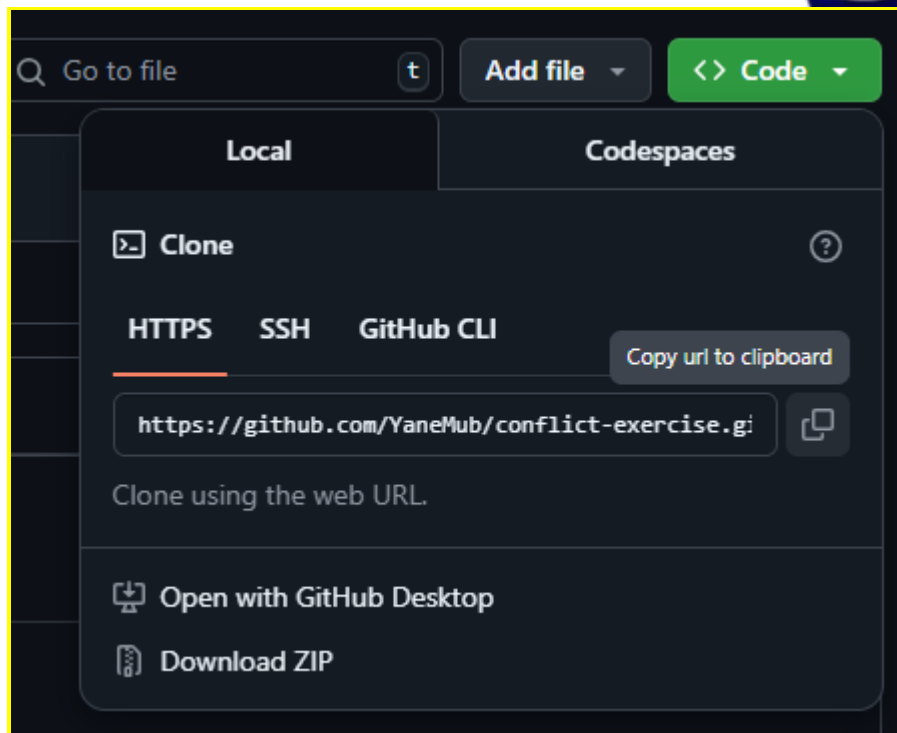 Go to file t Add file <> Code
Local Codespaces
Clone
HTTPS SSH GitHub CLI
Copy url to clipboard
https://github.com/YaneMub/conflict-exercise.gi
Clone using the web URL.
Open with GitHub Desktop
Download ZIP